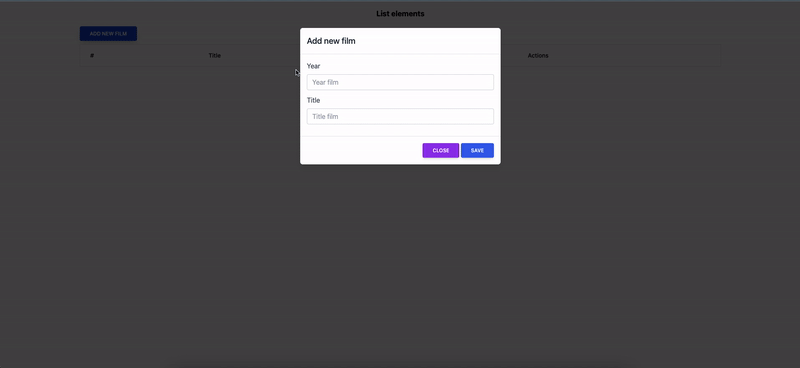 List elements
ADD NEW FILM
# Title Actions
Add new film
Year
Year film
Title
Title film
CLOSE SAVE